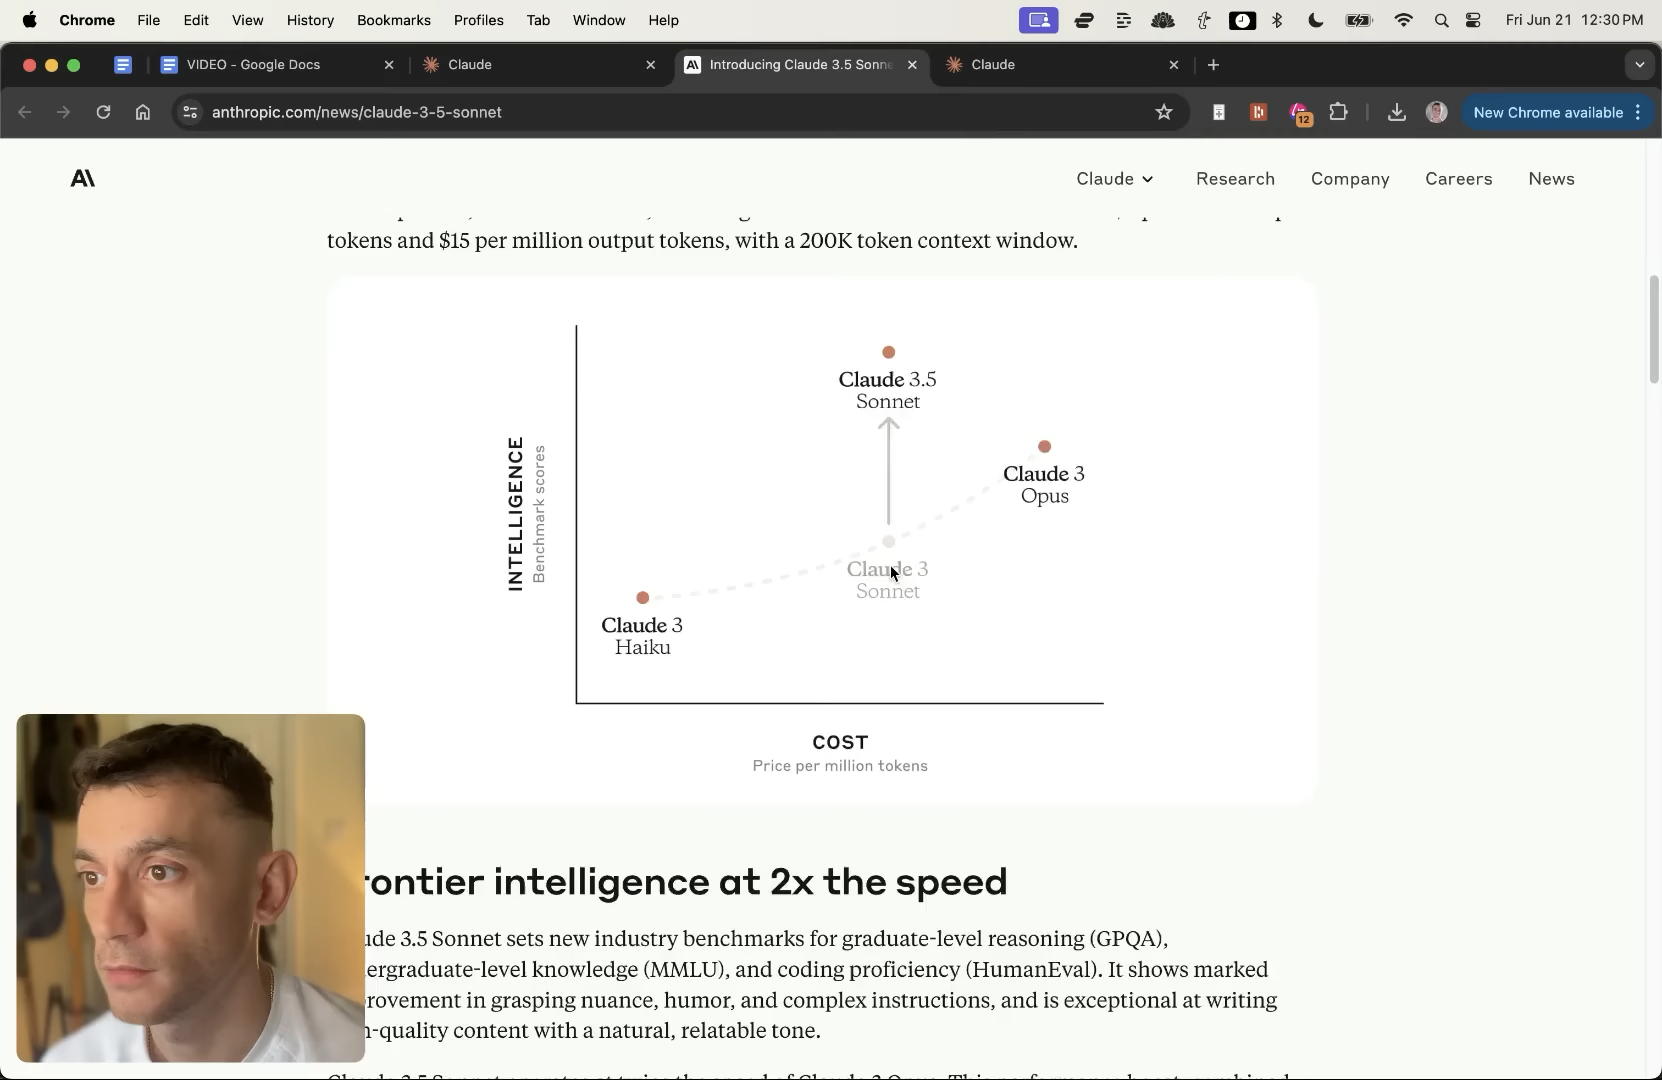 Chrome File Edit View History Bookmarks Profiles Tab Window Help Fri Jun 21 12:30 PM
VIDEO - Google Docs Claude Introducing Claude 3.5 Sonne Claude
anthropic.com/news/claude-3-5-sonnet 12 New Chrome available
A\ Claude Research Company Careers News
tokens and $15 per million output tokens, with a 200K token context window.
Claude 3.5
Sonnet
Claude 3
Opus
INTELLIGENCE
Benchmark scores
Claude 3
Sonnet
Claude 3
Haiku
COST
Price per million tokens
rontier intelligence at 2x the speed
ude 3.5 Sonnet sets new industry benchmarks for graduate-level reasoning (GPQA),
ergraduate-level knowledge (MMLU), and coding proficiency (HumanEval). It shows marked
rovement in grasping nuance, humor, and complex instructions, and is exceptional at writing
-quality content with a natural, relatable tone.